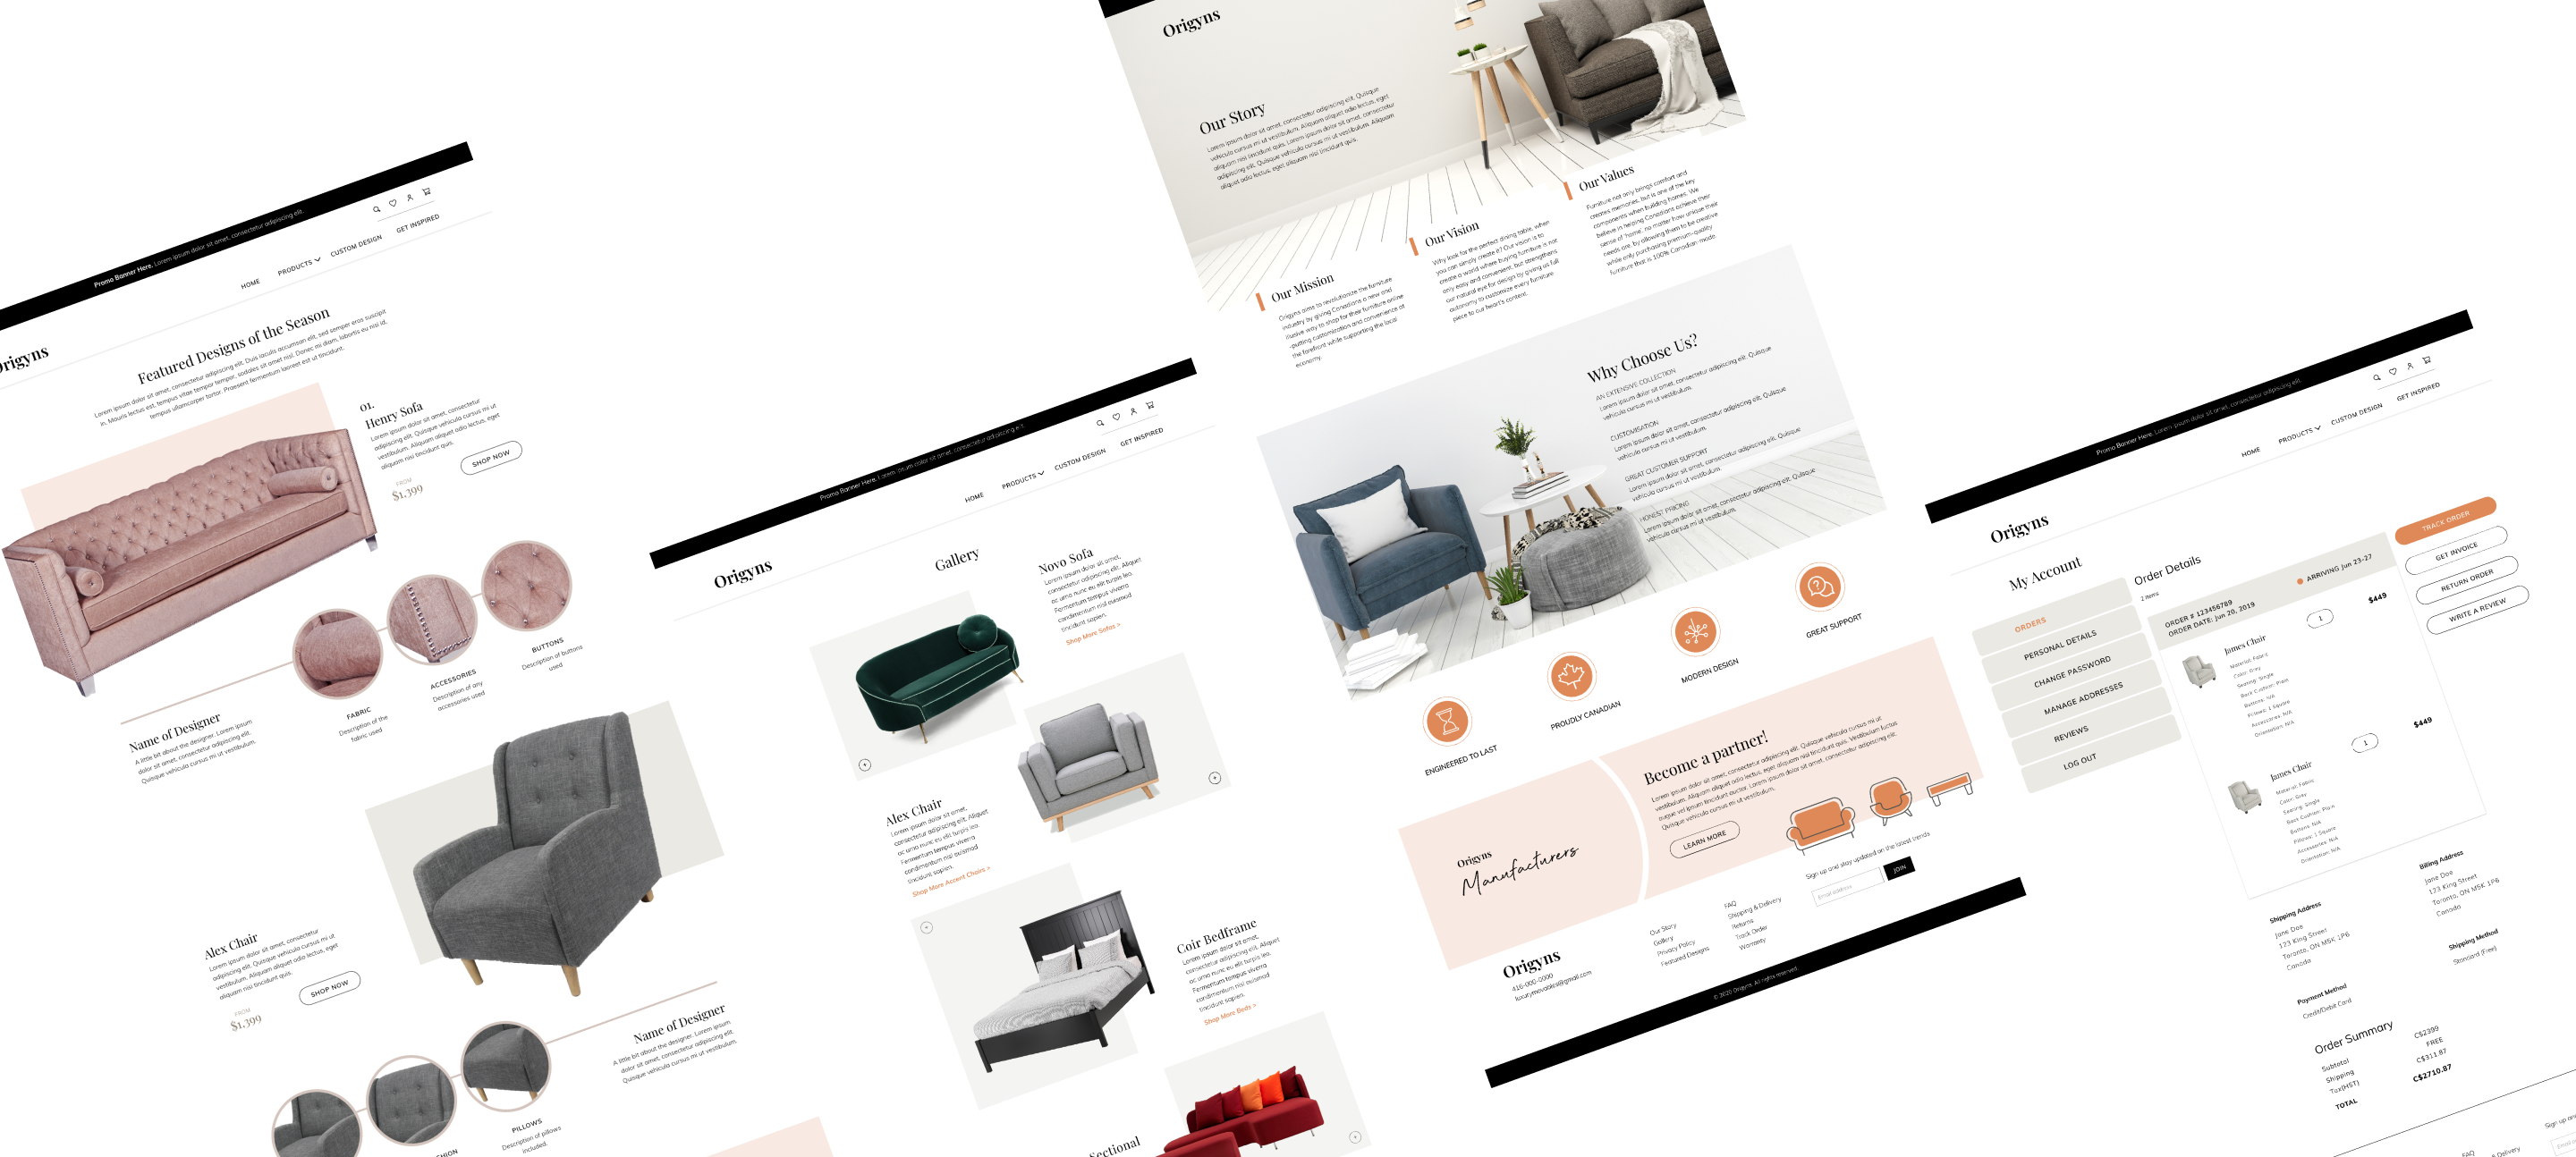 Promo Banner Here. Lorem ipsum dolor sit amet, consectetur adipiscing elit.
HOME
PRODUCTS
CUSTOM DESIGN
GET INSPIRED
Origyns
Featured Designs of the Season
Lorem ipsum dolor sit amet, consectetur adipiscing elit. Duis iaculis accumsan elit, sed semper eros suscipit
in. Mauris lectus est, tempus vitae tempor tempor, sodales sit amet nisl. Donec mi diam, lobortis eu nisi id,
tempus ullamcorper tortor. Praesent fermentum laoreet est ut tincidunt.
01.
Henry Sofa
Lorem ipsum dolor sit amet, consectetur
adipiscing elit. Quisque vehicula cursus mi ut
vestibulum. Aliquam aliquet odio lectus, eget
aliquam nisi tincidunt quis.
SHOP NOW
FROM
$1,399
FABRIC
Description of the
fabric used
ACCESSORIES
Description of any
accessories used
BUTTONS
Description of buttons
used
Name of Designer
A little bit about the designer. Lorem ipsum
dolor sit amet, consectetur adipiscing elit.
Quisque vehicula cursus mi ut vestibulum.
Alex Chair
Lorem ipsum dolor sit amet, consectetur
adipiscing elit. Quisque vehicula cursus mi ut
vestibulum. Aliquam aliquet odio lectus, eget
aliquam nisi tincidunt quis.
SHOP NOW
FROM
$1,399
Name of Designer
A little bit about the designer. Lorem ipsum
dolor sit amet, consectetur adipiscing elit.
Quisque vehicula cursus mi ut vestibulum.
PILLOWS
Description of pillows
included.
Promo Banner Here. Lorem ipsum dolor sit amet, consectetur adipiscing elit.
HOME
PRODUCTS
CUSTOM DESIGN
GET INSPIRED
Origyns
Gallery
Novo Sofa
Lorem ipsum dolor sit amet,
consectetur adipiscing elit. Aliquet
ac urna nunc eu elit turpis leo.
Fermentum tempus viverra
condimentum nisl euismod
tincidunt sapien.
Shop More Sofas >
Alex Chair
Lorem ipsum dolor sit amet,
consectetur adipiscing elit. Aliquet
ac urna nunc eu elit turpis leo.
Fermentum tempus viverra
condimentum nisl euismod
tincidunt sapien.
Shop More Accent Chairs >
Coir Bedframe
Lorem ipsum dolor sit amet,
consectetur adipiscing elit. Aliquet
ac urna nunc eu elit turpis leo.
Fermentum tempus viverra
condimentum nisl euismod
tincidunt sapien.
Shop More Beds >
Sectional
Origyns
Our Story
Lorem ipsum dolor sit amet, consectetur adipiscing elit. Quisque
vehicula cursus mi ut vestibulum. Aliquam aliquet odio lectus, eget
aliquam nisi tincidunt quis. Lorem ipsum dolor sit amet, consectetur
adipiscing elit. Quisque vehicula cursus mi ut vestibulum. Aliquam
aliquet odio lectus, eget aliquam nisi tincidunt quis.
Our Mission
Origyns aims to revolutionize the furniture
industry by giving Canadians a new and
illusive way to shop for their furniture online
-putting customization and convenience at
the forefront while supporting the local
economy.
Our Vision
Why look for the perfect dining table, when
you can simply create it? Our vision is to
create a world where buying furniture is not
only easy and convenient, but strengthens
our natural eye for design by giving us full
autonomy to customize every furniture
piece to our heart's content.
Our Values
Furniture not only brings comfort and
creates memories, but is one of the key
components when building homes. We
believe in helping Canadians achieve their
sense of 'home', no matter how unique their
needs are, by allowing them to be creative
while only purchasing premium-quality
furniture that is 100% Canadian-made.
Why Choose Us?
AN EXTENSIVE COLLECTION
Lorem ipsum dolor sit amet, consectetur adipiscing elit. Quisque
vehicula cursus mi ut vestibulum.
CUSTOMISATION
Lorem ipsum dolor sit amet, consectetur adipiscing elit. Quisque
vehicula cursus mi ut vestibulum.
GREAT CUSTOMER SUPPORT
Lorem ipsum dolor sit amet, consectetur adipiscing elit. Quisque
vehicula cursus mi ut vestibulum.
HONEST PRICING
Lorem ipsum dolor sit amet, consectetur adipiscing elit. Quisque
vehicula cursus mi ut vestibulum.
ENGINEERED TO LAST
PROUDLY CANADIAN
MODERN DESIGN
GREAT SUPPORT
Origyns
Manufacturers
Become a partner!
Lorem ipsum dolor sit amet, consectetur adipiscing elit. Quisque vehicula cursus mi ut
vestibulum. Aliquam aliquet odio lectus, eget aliquam nisi tincidunt quis. Vestibulum luctus
augue vel ipsum tincidunt auctor. Lorem ipsum dolor sit amet, consectetur adipiscing elit.
Quisque vehicula cursus mi ut vestibulum.
LEARN MORE
Sign up and stay updated on the latest trends
Email address
JOIN
Origyns
416-000-0000
luxurymovables@gmail.com
Our Story
Gallery
Privacy Policy
Featured Designs
FAQ
Shipping & Delivery
Returns
Track Order
Warranty
© 2020 Origyns. All rights reserved.
Promo Banner Here. Lorem ipsum dolor sit amet, consectetur adipiscing elit.
HOME
PRODUCTS
CUSTOM DESIGN
GET INSPIRED
Origyns
My Account
ORDERS
PERSONAL DETAILS
CHANGE PASSWORD
MANAGE ADDRESSES
REVIEWS
LOG OUT
Order Details
2 items
ORDER # 123456789
ORDER DATE: Jun 20, 2019
ARRIVING Jun 23-27
TRACK ORDER
GET INVOICE
RETURN ORDER
WRITE A REVIEW
James Chair
Material: Fabric
Color: Gray
Seating: Single
Back Cushion: Plain
Buttons: N/A
Pillows: 1 Square
Accessories: N/A
Orientation: N/A
1
$449
James Chair
Material: Fabric
Color: Gray
Seating: Single
Back Cushion: Plain
Buttons: N/A
Pillows: 1 Square
Accessories: N/A
Orientation: N/A
1
$449
Shipping Address
Jane Doe
123 King Street
Toronto, ON M5K 1P6
Canada
Billing Address
Jane Doe
123 King Street
Toronto, ON M5K 1P6
Canada
Payment Method
Credit/Debit Card
Shipping Method
Standard (Free)
Order Summary
Subtotal
C$2399
Shipping
FREE
Tax(HST)
C$311.87
TOTAL
C$2710.87
Sign up and
FAQ
& Delivery